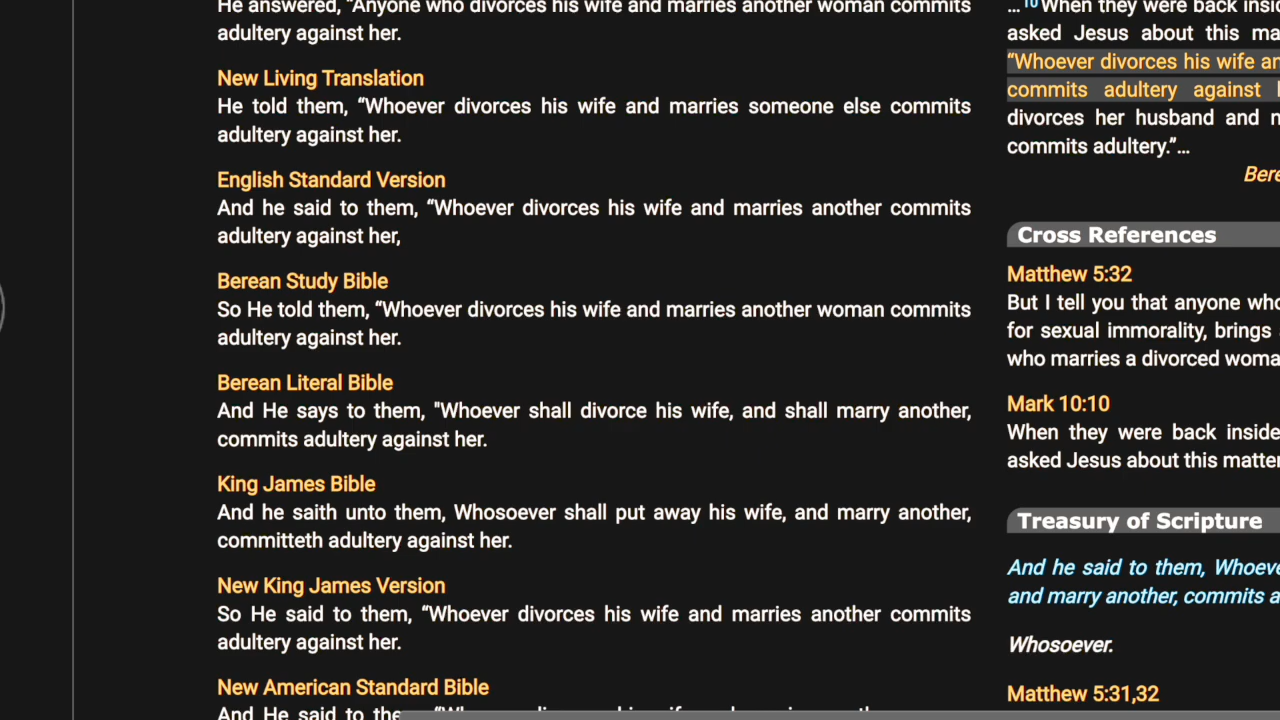 He answered, “Anyone who divorces his wife and marries another woman commits
adultery against her.
New Living Translation
He told them, “Whoever divorces his wife and marries someone else commits
adultery against her.
English Standard Version
And he said to them, “Whoever divorces his wife and marries another commits
adultery against her,
Berean Study Bible
So He told them, “Whoever divorces his wife and marries another woman commits
adultery against her.
Berean Literal Bible
And He says to them, "Whoever shall divorce his wife, and shall marry another,
commits adultery against her.
King James Bible
And he saith unto them, Whosoever shall put away his wife, and marry another,
committeth adultery against her.
New King James Version
So He said to them, “Whoever divorces his wife and marries another commits
adultery against her.
New American Standard Bible
And He said to
…10When they were back
asked Jesus about this
“Whoever divorces his wife
commits adultery against
divorces her husband and
commits adultery.”…
Cross References
Matthew 5:32
But I tell you that anyone
for sexual immorality, brings
who marries a divorced
Mark 10:10
When they were back inside
asked Jesus about this matter
Treasury of Scripture
And he said to them,
and marry another, commits
Whosoever.
Matthew 5:31,32